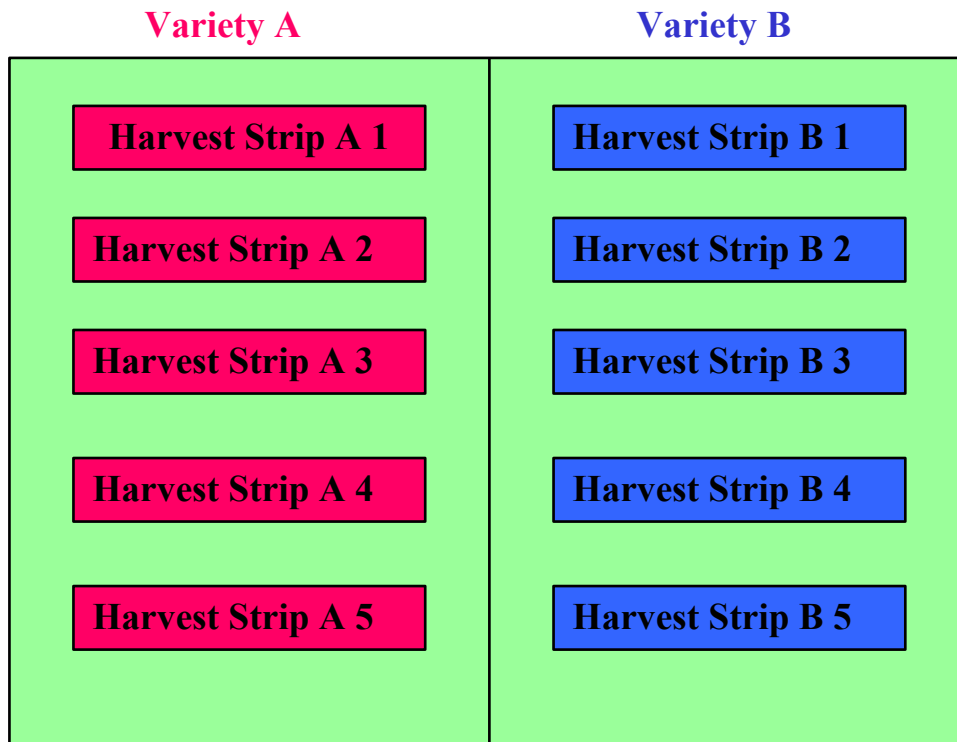 Variety A
Variety B
Harvest Strip A 1
Harvest Strip B 1
Harvest Strip A 2
Harvest Strip B 2
Harvest Strip A 3
Harvest Strip B 3
Harvest Strip A 4
Harvest Strip B 4
Harvest Strip A 5
Harvest Strip B 5